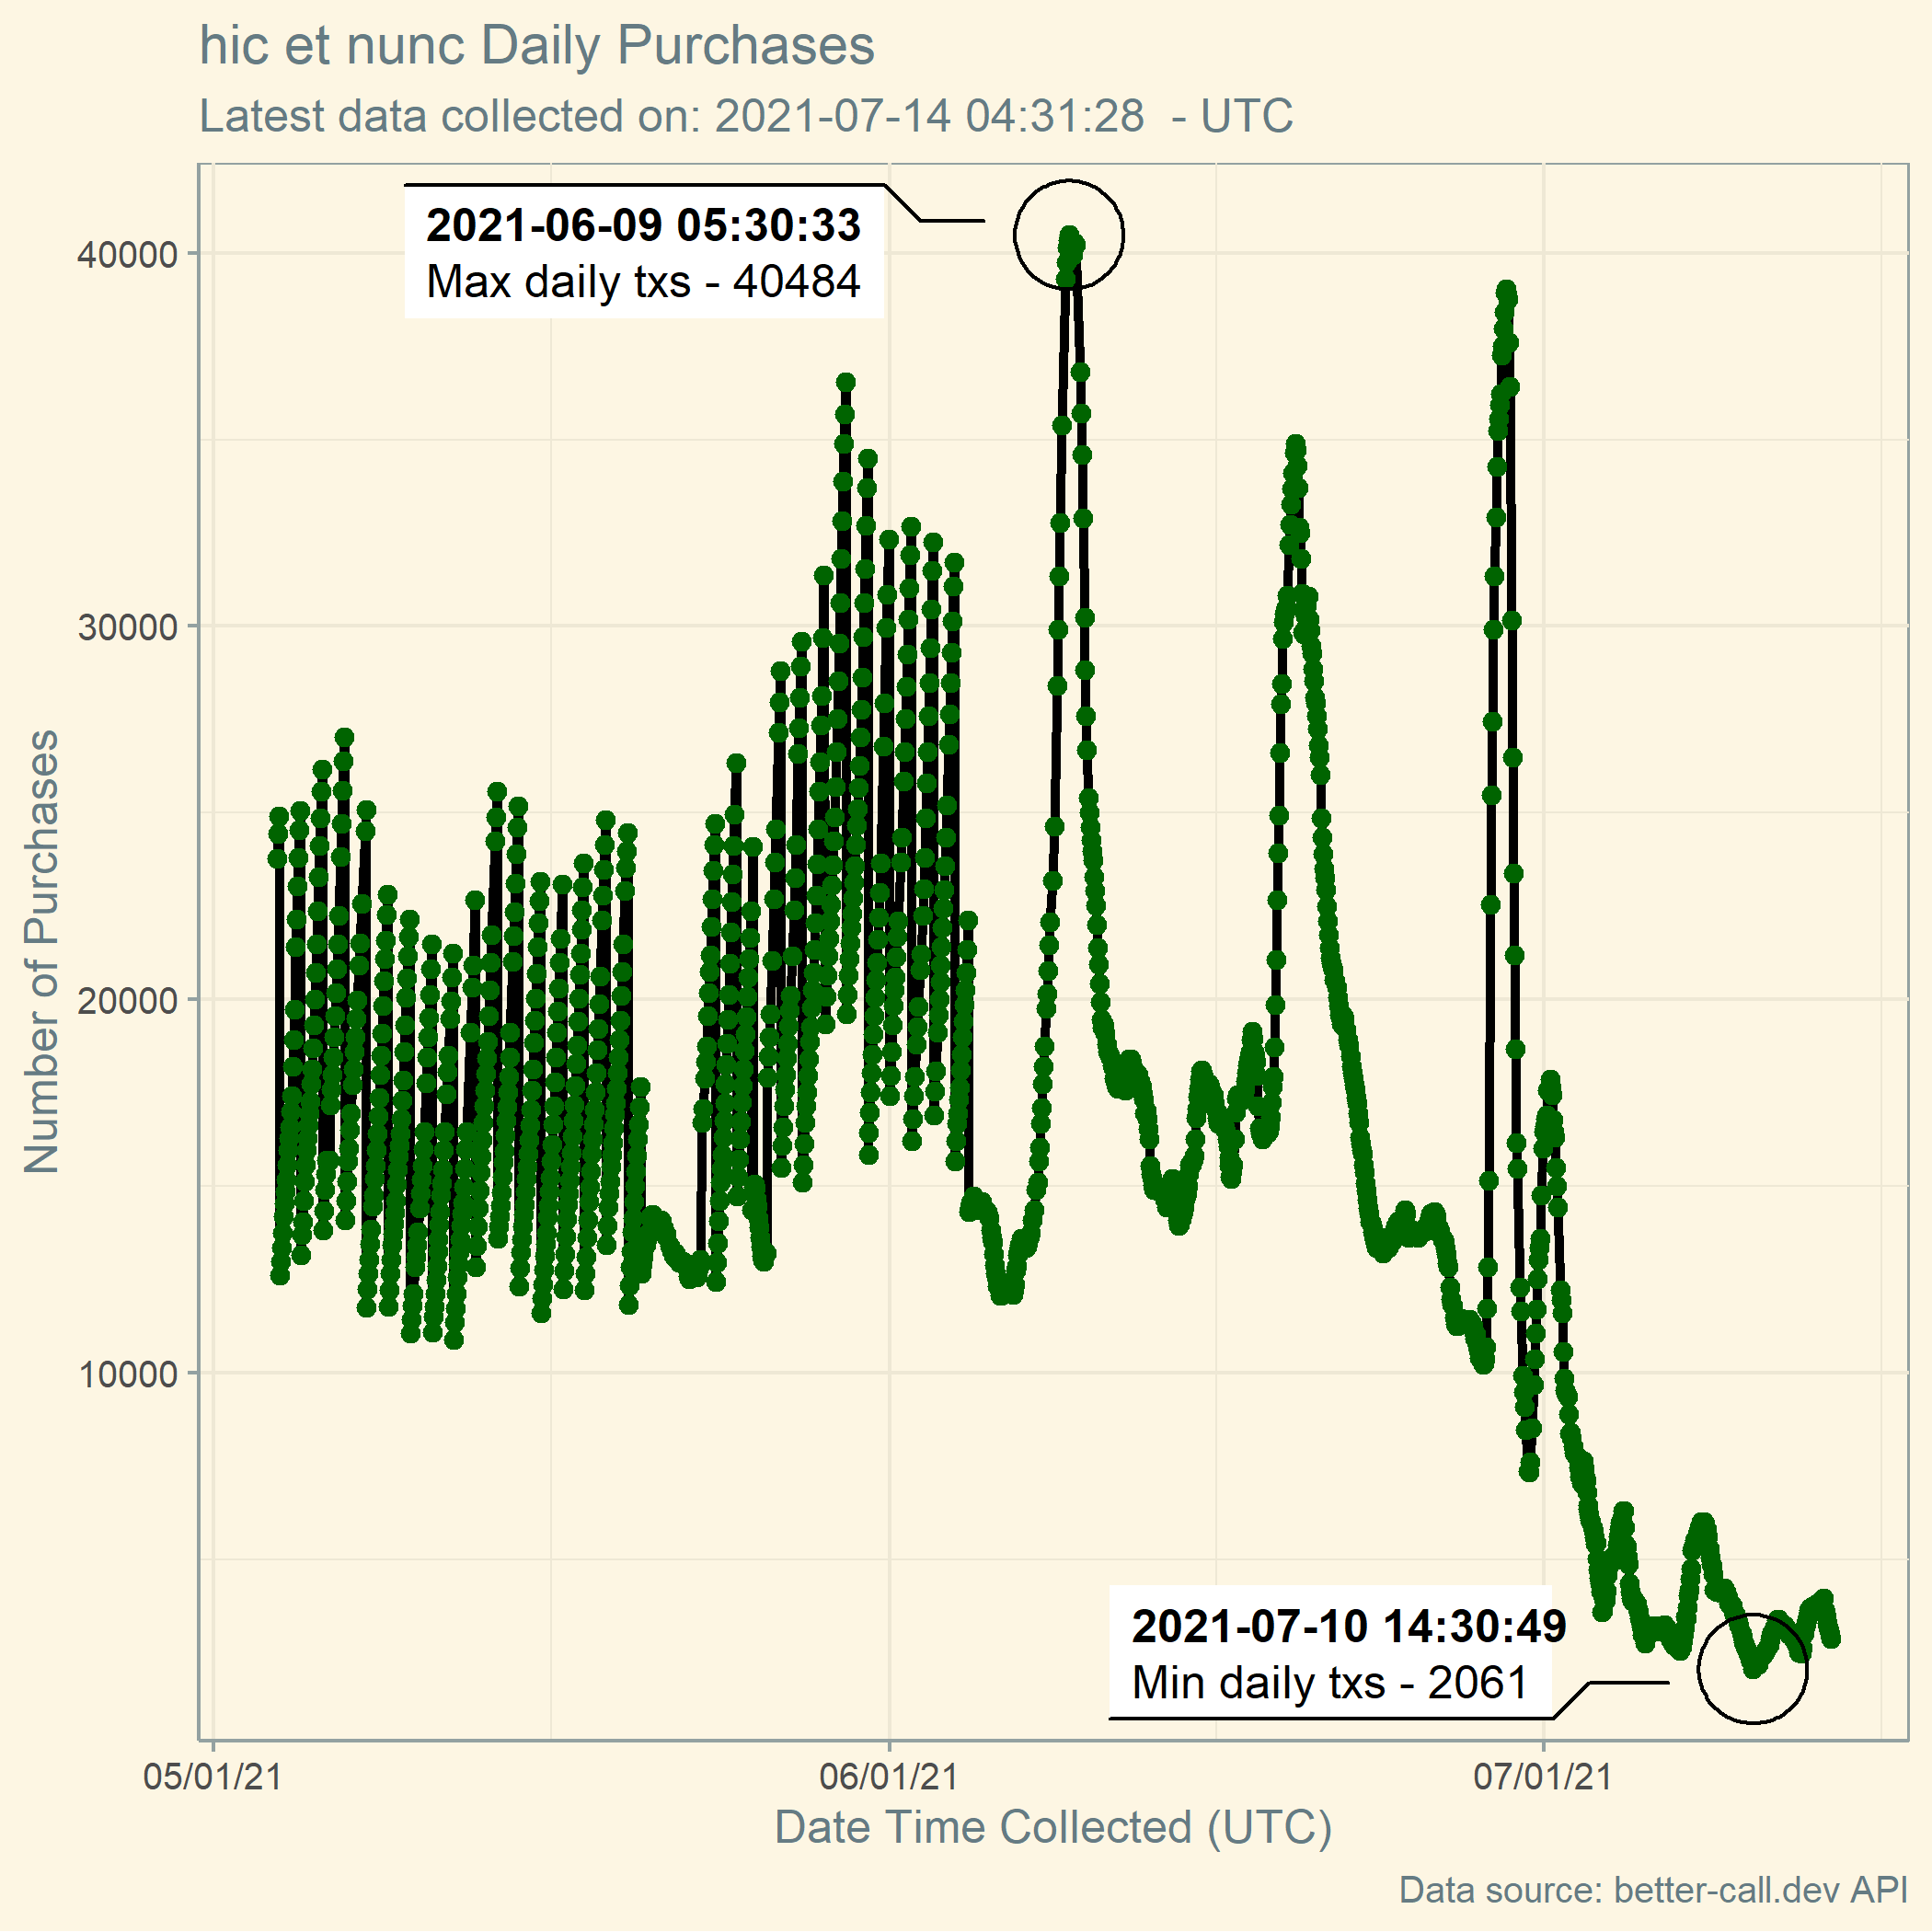 hic et nunc Daily Purchases
Latest data collected on: 2021-07-14 04:31:28  - UTC
2021-06-09 05:30:33
Max daily txs - 40484
40000
30000
20000
10000
Number of Purchases
2021-07-10 14:30:49
Min daily txs - 2061
05/01/21
06/01/21
07/01/21
Date Time Collected (UTC)
Data source: better-call.dev API